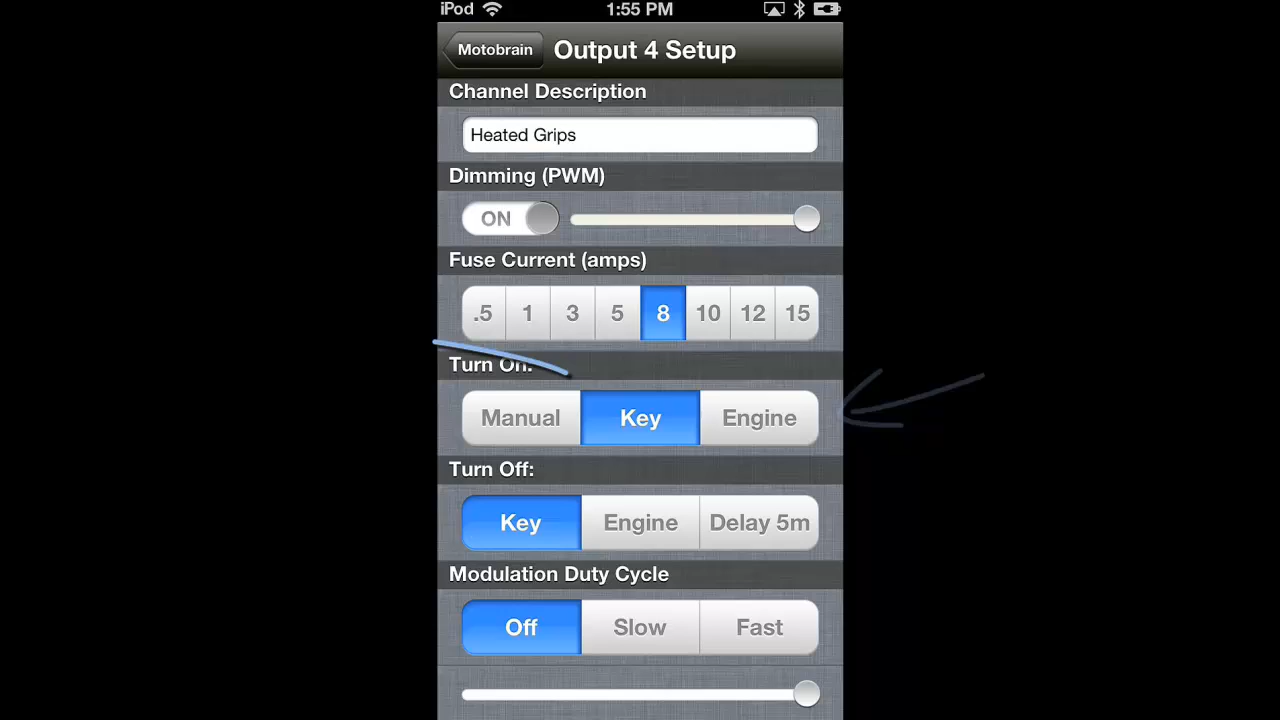 iPod 1:55 PM
Motobrain Output 4 Setup
Channel Description
Heated Grips
Dimming (PWM)
ON
Fuse Current (amps)
.5 1 3 5 8 10 12 15
Turn On:
Manual Key Engine
Turn Off:
Key Engine Delay 5m
Modulation Duty Cycle
Off Slow Fast